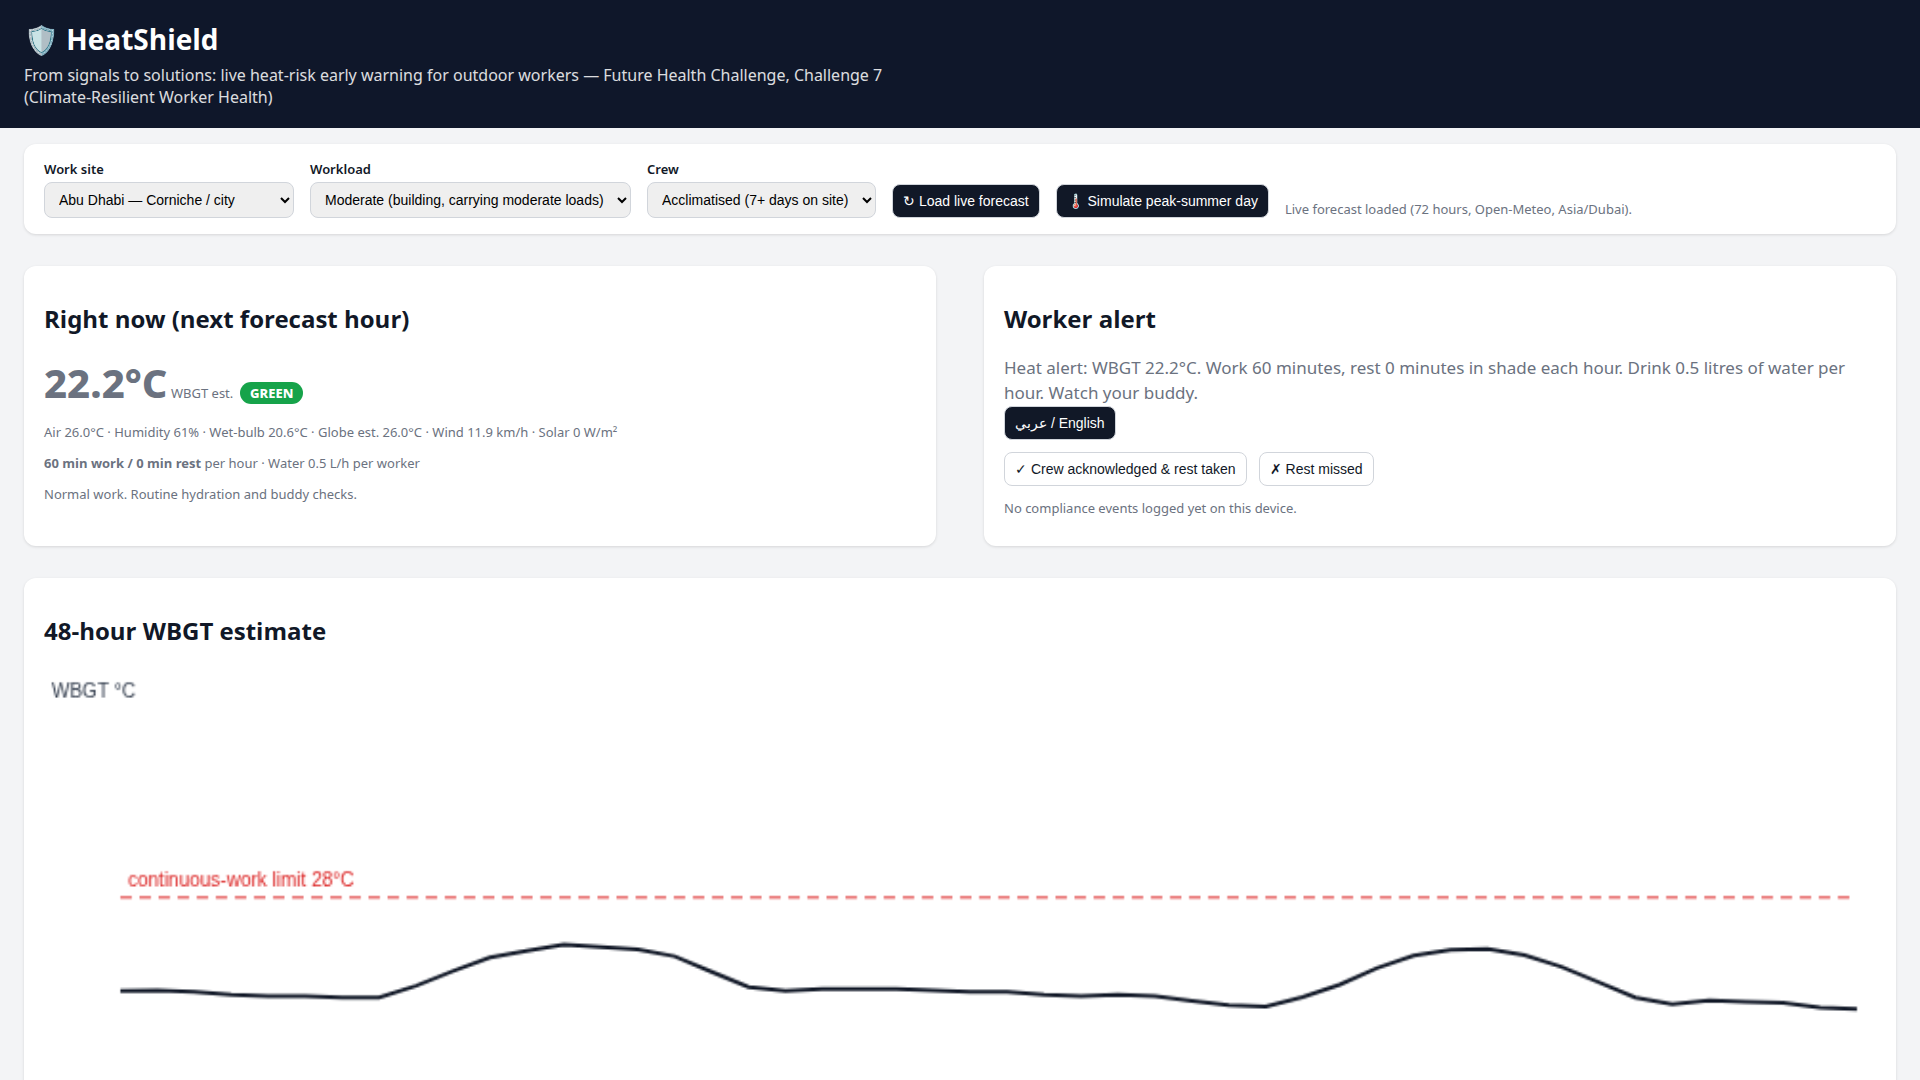 🛡️ HeatShield
From signals to solutions: live heat-risk early warning for outdoor workers — Future Health Challenge, Challenge 7
(Climate-Resilient Worker Health)
Work site
Workload
Crew
Abu Dhabi — Corniche / city
Moderate (building, carrying moderate loads)
Acclimatised (7+ days on site)
↻ Load live forecast
🌡️ Simulate peak-summer day
Live forecast loaded (72 hours, Open-Meteo, Asia/Dubai).
Right now (next forecast hour)
22.2°C WBGT est. GREEN
Air 26.0°C · Humidity 61% · Wet-bulb 20.6°C · Globe est. 26.0°C · Wind 11.9 km/h · Solar 0 W/m²
60 min work / 0 min rest per hour · Water 0.5 L/h per worker
Normal work. Routine hydration and buddy checks.
Worker alert
Heat alert: WBGT 22.2°C. Work 60 minutes, rest 0 minutes in shade each hour. Drink 0.5 litres of water per
hour. Watch your buddy.
عربي / English
✓ Crew acknowledged & rest taken
✗ Rest missed
No compliance events logged yet on this device.
48-hour WBGT estimate
WBGT °C
continuous-work limit 28°C